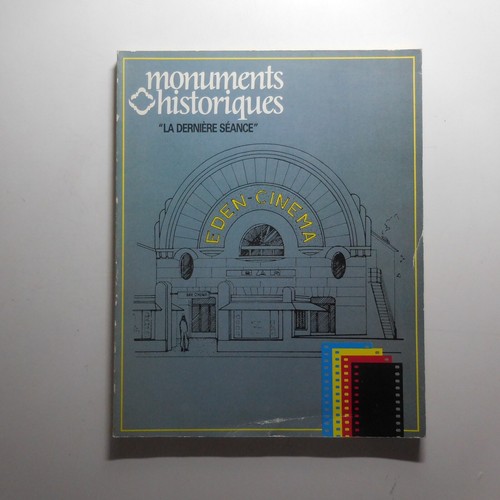 monuments
historiques
"LA DERNIÈRE SÉANCE"
EDEN-CINEMA